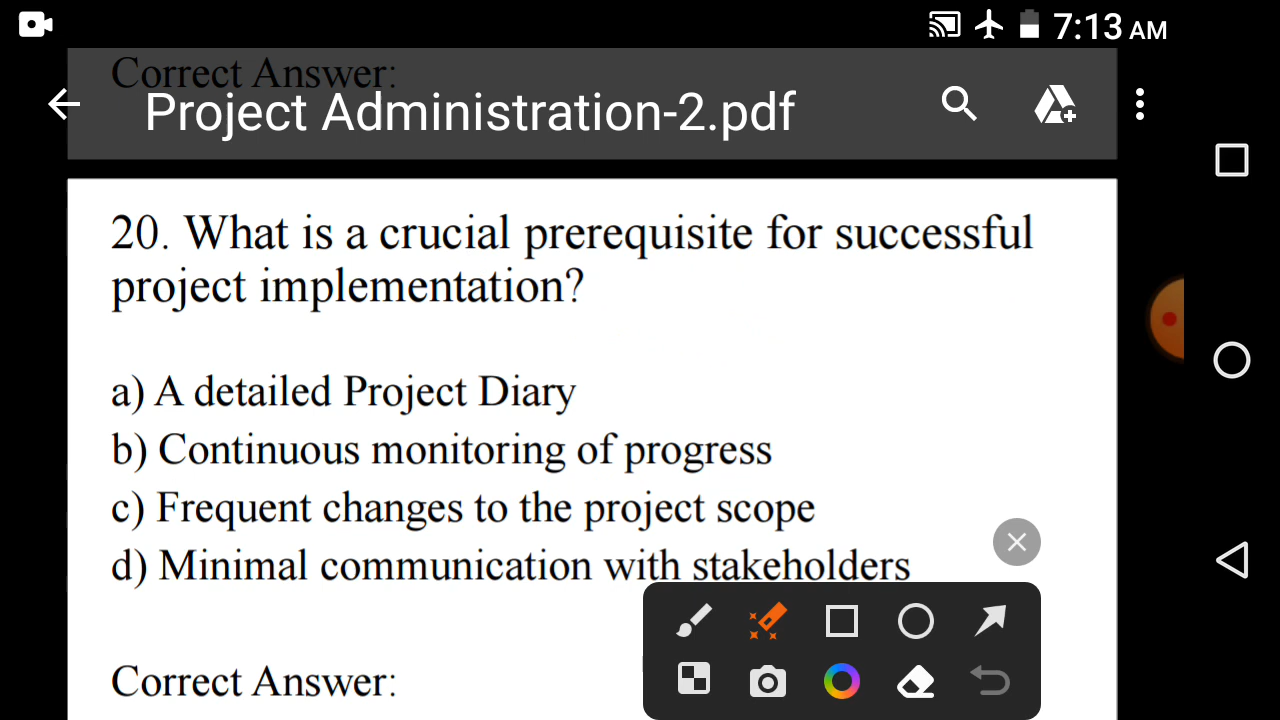 7:13 AM
Correct Answer:
Project Administration-2.pdf
20. What is a crucial prerequisite for successful
project implementation?
a) A detailed Project Diary
b) Continuous monitoring of progress
c) Frequent changes to the project scope
d) Minimal communication with stakeholders
Correct Answer: